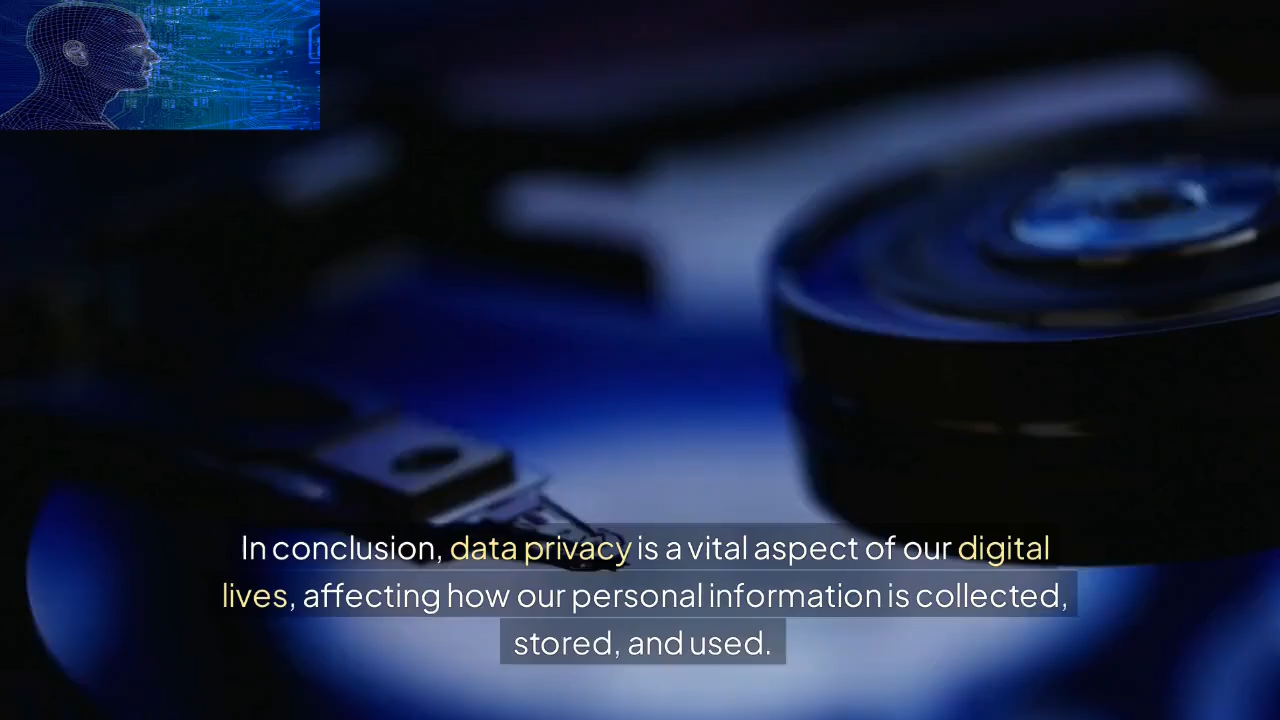 In conclusion, data privacy is a vital aspect of our digital
lives, affecting how our personal information is collected,
stored, and used.